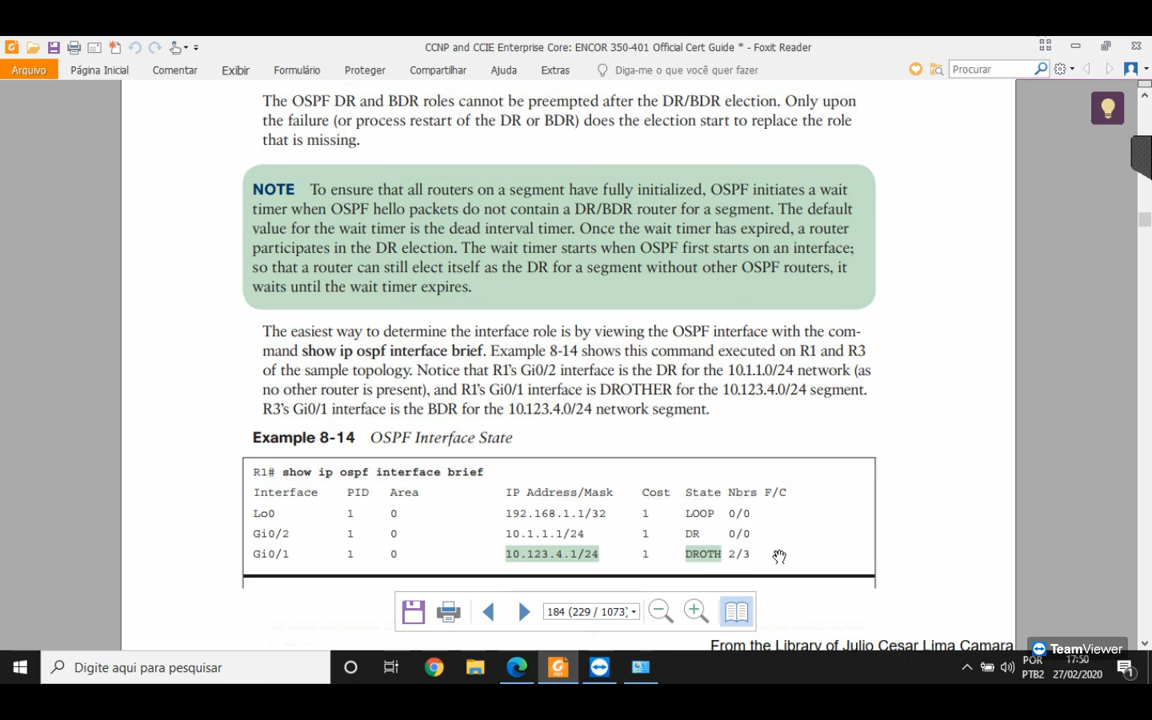 CCNP and CCIE Enterprise Core: ENCOR 350-401 Official Cert Guide * - Foxit Reader
Arquivo Página Inicial Comentar Exibir Formulário Proteger Compartilhar Ajuda Extras Diga-me o que você quer fazer Procurar
The OSPF DR and BDR roles cannot be preempted after the DR/BDR election. Only upon
the failure (or process restart of the DR or BDR) does the election start to replace the role
that is missing.
NOTE To ensure that all routers on a segment have fully initialized, OSPF initiates a wait
timer when OSPF hello packets do not contain a DR/BDR router for a segment. The default
value for the wait timer is the dead interval timer. Once the wait timer has expired, a router
participates in the DR election. The wait timer starts when OSPF first starts on an interface;
so that a router can still elect itself as the DR for a segment without other OSPF routers, it
waits until the wait timer expires.
The easiest way to determine the interface role is by viewing the OSPF interface with the com-
mand show ip ospf interface brief. Example 8-14 shows this command executed on R1 and R3
of the sample topology. Notice that R1's Gi0/2 interface is the DR for the 10.1.1.0/24 network (as
no other router is present), and R1's Gi0/1 interface is DROTHER for the 10.123.4.0/24 segment.
R3's Gi0/1 interface is the BDR for the 10.123.4.0/24 network segment.
Example 8-14 OSPF Interface State
R1# show ip ospf interface brief
Interface PID Area IP Address/Mask Cost State Nbrs F/C
Lo0 1 0 192.168.1.1/32 1 LOOP 0/0
Gi0/2 1 0 10.1.1.1/24 1 DR 0/0
Gi0/1 1 0 10.123.4.1/24 1 DROTH 2/3
184 (229 / 1073)
From the Library of Julio Cesar Lima Camara
TeamViewer
Digite aqui para pesquisar
POR
PTB2
17:50
27/02/2020
1